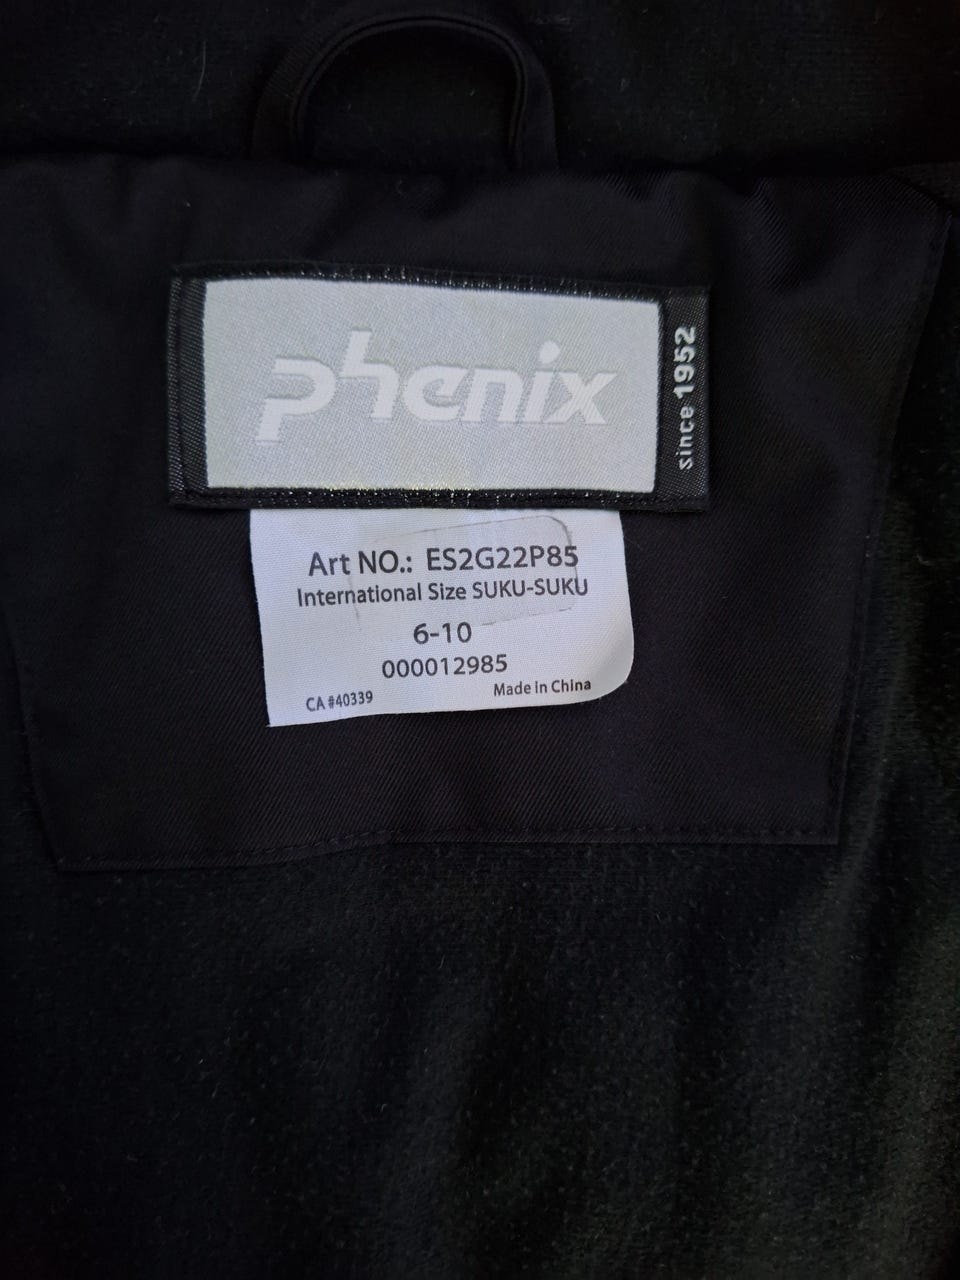 phenix
since 1952
Art NO.: ES2G22P85
International Size SUKU-SUKU
6-10
000012985
CA #40339
Made in China